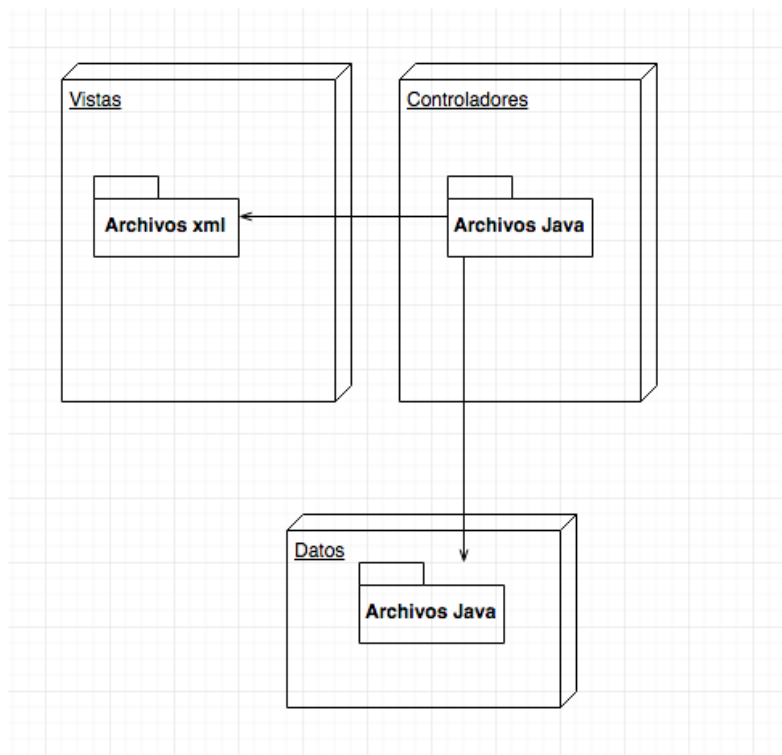 Vistas
Controladores
Archivos xml
Archivos Java
Datos
Archivos Java